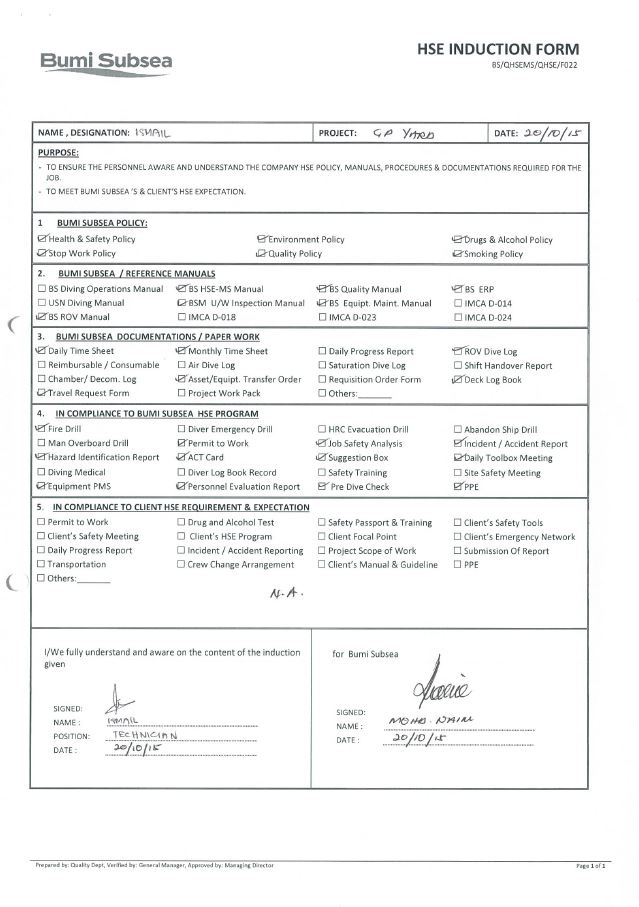 Bumi Subsea
HSE INDUCTION FORM
BS/QHSEMS/QHSE/F022
NAME, DESIGNATION: ISMAIL PROJECT: GP YARD DATE: 20/10/15
PURPOSE:
- TO ENSURE THE PERSONNEL AWARE AND UNDERSTAND THE COMPANY HSE POLICY, MANUALS, PROCEDURES & DOCUMENTATIONS REQUIRED FOR THE
JOB.
- TO MEET BUMI SUBSEA 'S & CLIENT'S HSE EXPECTATION.
1 BUMI SUBSEA POLICY:
☑ Health & Safety Policy ☑ Environment Policy ☑ Drugs & Alcohol Policy
☑ Stop Work Policy ☑ Quality Policy ☑ Smoking Policy
2. BUMI SUBSEA / REFERENCE MANUALS
☐ BS Diving Operations Manual ☑ BS HSE-MS Manual ☑ BS Quality Manual ☑ BS ERP
☐ USN Diving Manual ☑ BSM U/W Inspection Manual ☑ BS Equipt. Maint. Manual ☐ IMCA D-014
☑ BS ROV Manual ☐ IMCA D-018 ☐ IMCA D-023 ☐ IMCA D-024
3. BUMI SUBSEA DOCUMENTATIONS / PAPER WORK
☑ Daily Time Sheet ☑ Monthly Time Sheet ☐ Daily Progress Report ☑ ROV Dive Log
☐ Reimbursable / Consumable ☐ Air Dive Log ☐ Saturation Dive Log ☐ Shift Handover Report
☐ Chamber/ Decom. Log ☑ Asset/Equipt. Transfer Order ☐ Requisition Order Form ☑ Deck Log Book
☑ Travel Request Form ☐ Project Work Pack ☐ Others:______
4. IN COMPLIANCE TO BUMI SUBSEA HSE PROGRAM
☑ Fire Drill ☐ Diver Emergency Drill ☐ HRC Evacuation Drill ☐ Abandon Ship Drill
☐ Man Overboard Drill ☑ Permit to Work ☑ Job Safety Analysis ☑ Incident / Accident Report
☑ Hazard Identification Report ☑ ACT Card ☑ Suggestion Box ☑ Daily Toolbox Meeting
☐ Diving Medical ☐ Diver Log Book Record ☐ Safety Training ☐ Site Safety Meeting
☑ Equipment PMS ☑ Personnel Evaluation Report ☑ Pre Dive Check ☑ PPE
5. IN COMPLIANCE TO CLIENT HSE REQUIREMENT & EXPECTATION
☐ Permit to Work ☐ Drug and Alcohol Test ☐ Safety Passport & Training ☐ Client's Safety Tools
☐ Client's Safety Meeting ☐ Client's HSE Program ☐ Client Focal Point ☐ Client's Emergency Network
☐ Daily Progress Report ☐ Incident / Accident Reporting ☐ Project Scope of Work ☐ Submission Of Report
☐ Transportation ☐ Crew Change Arrangement ☐ Client's Manual & Guideline ☐ PPE
☐ Others:______
N.A.
I/We fully understand and aware on the content of the induction
given
SIGNED:
NAME : ISMAIL
POSITION: TECHNICIAN
DATE : 20/10/15
for Bumi Subsea
SIGNED:
NAME : MOHD. NAIM
DATE : 20/10/15
Prepared by: Quality Dept, Verified by: General Manager, Approved by: Managing Director Page 1 of 1